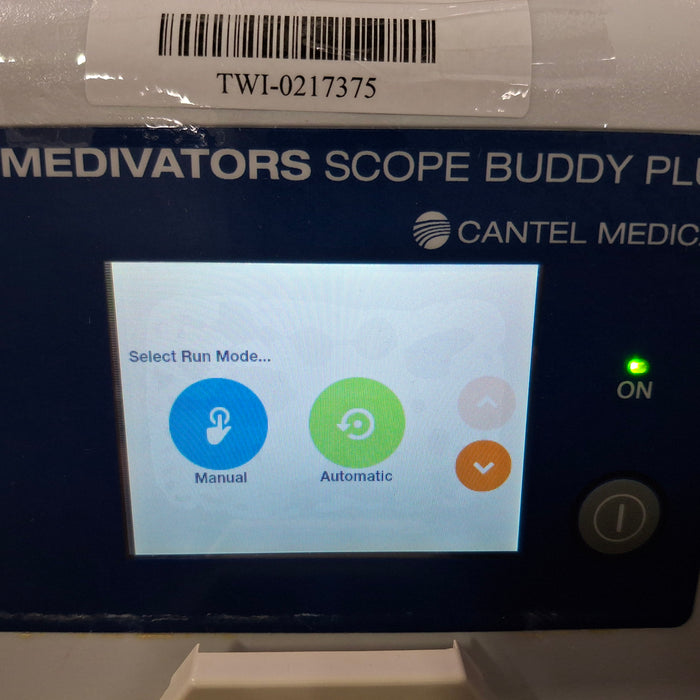 TWI-0217375
MEDIVATORS SCOPE BUDDY PLU
CANTEL MEDIC
Select Run Mode...
Manual
Automatic
ON